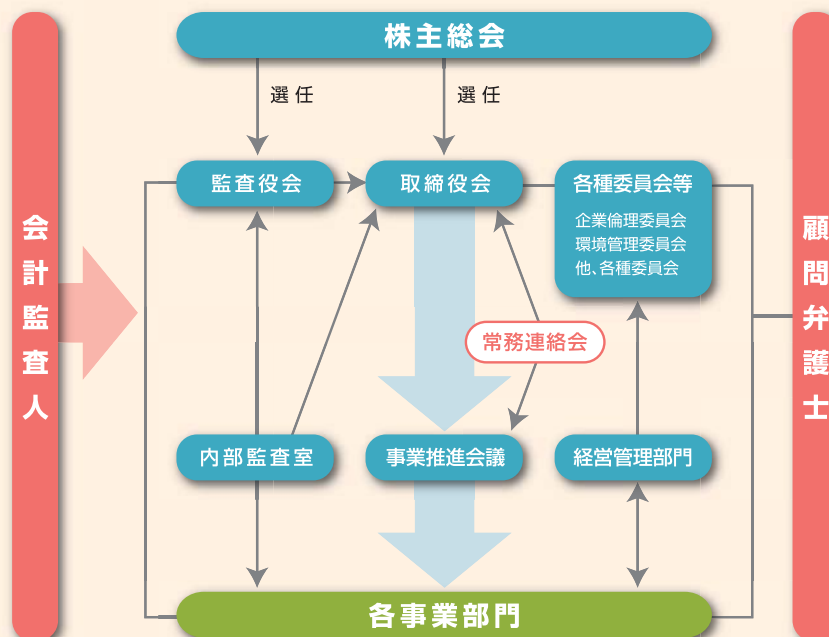 株主総会
選任
選任
監査役会
取締役会
各種委員会等
企業倫理委員会
環境管理委員会
他、各種委員会
会計監査人
顧問弁護士
常務連絡会
内部監査室
事業推進会議
経営管理部門
各事業部門